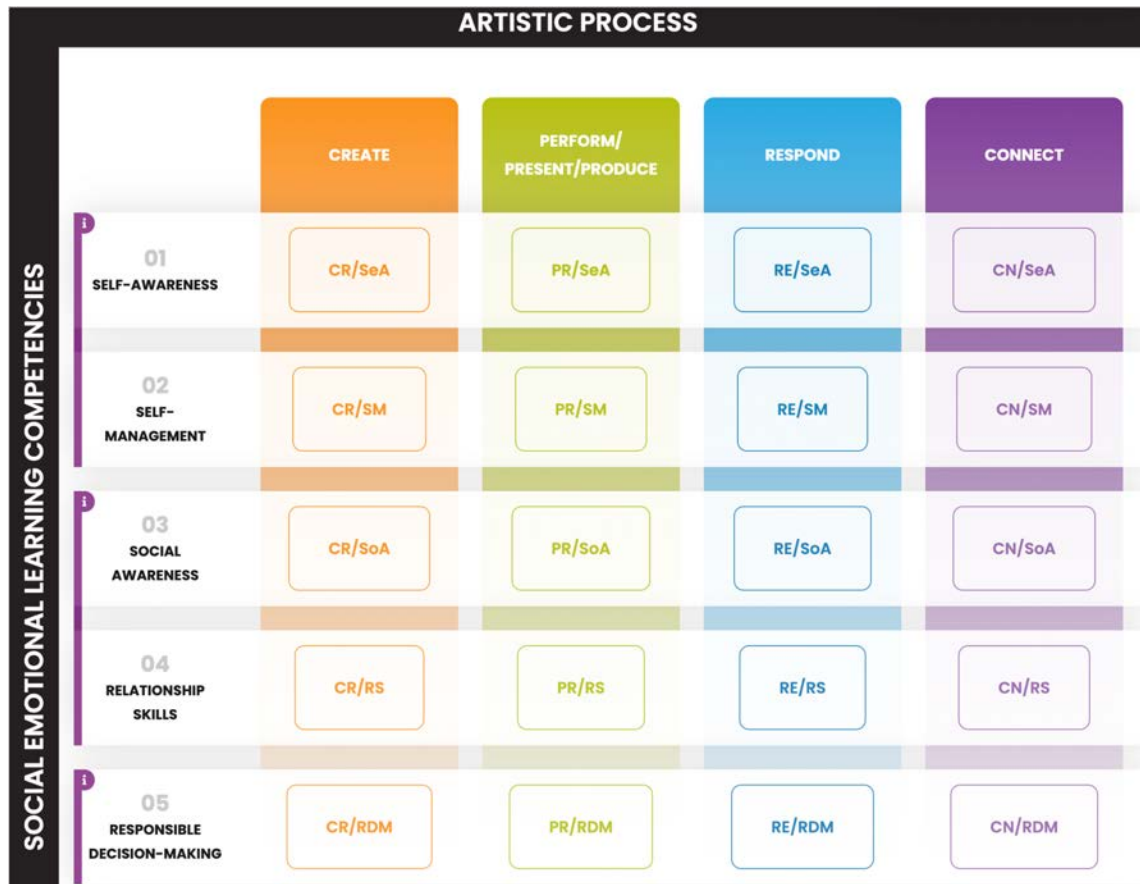 ARTISTIC PROCESS
SOCIAL EMOTIONAL LEARNING COMPETENCIES
CREATE
PERFORM/
PRESENT/PRODUCE
RESPOND
CONNECT
i
01
SELF-AWARENESS
CR/SeA
PR/SeA
RE/SeA
CN/SeA
02
SELF-
MANAGEMENT
CR/SM
PR/SM
RE/SM
CN/SM
i
03
SOCIAL
AWARENESS
CR/SoA
PR/SoA
RE/SoA
CN/SoA
04
RELATIONSHIP
SKILLS
CR/RS
PR/RS
RE/RS
CN/RS
i
05
RESPONSIBLE
DECISION-MAKING
CR/RDM
PR/RDM
RE/RDM
CN/RDM